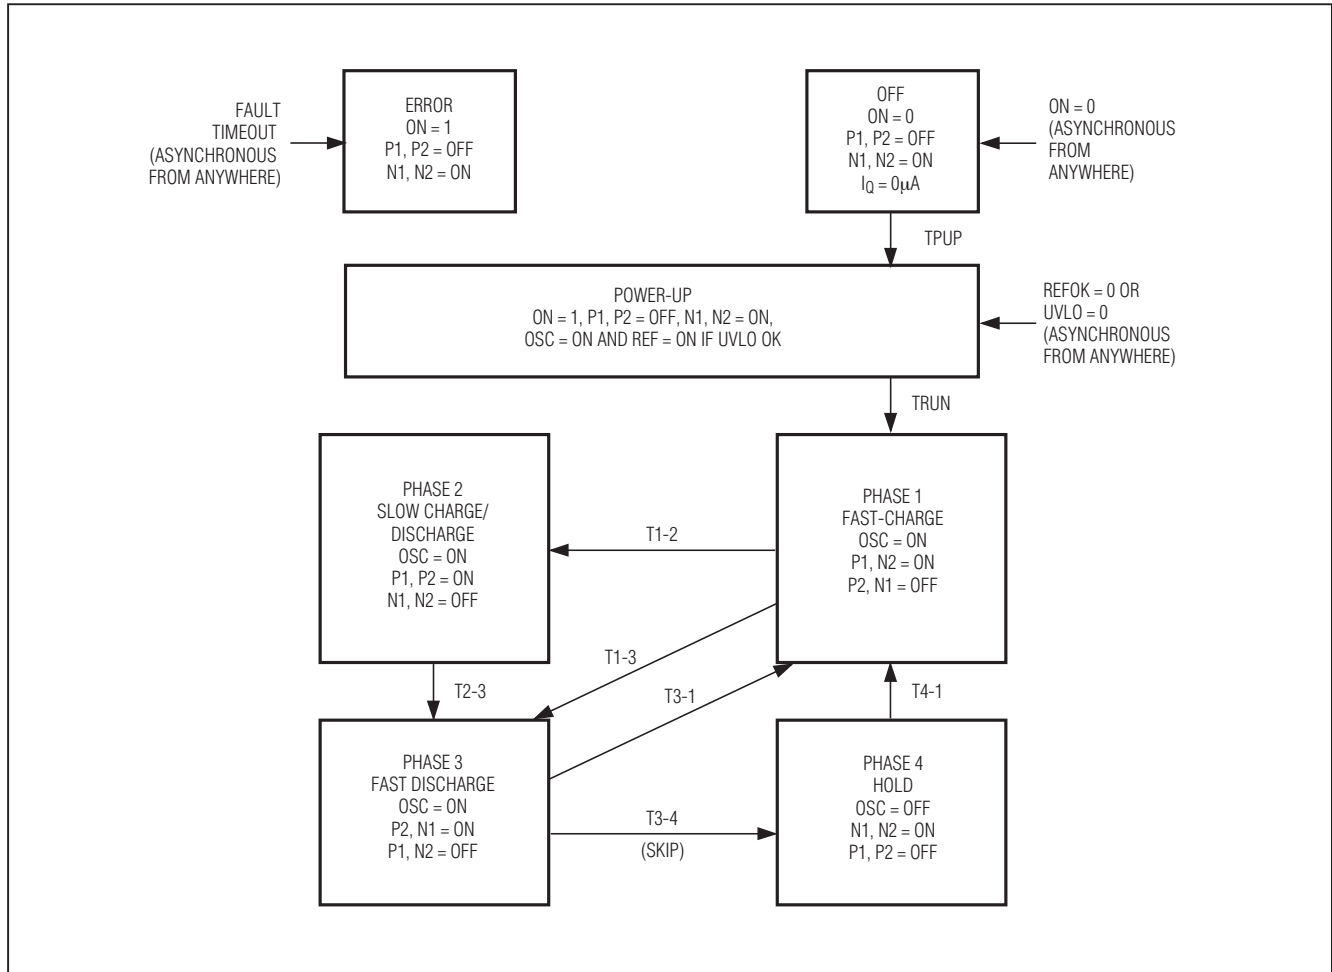 FAULT
TIMEOUT
(ASYNCHRONOUS
FROM ANYWHERE)
ERROR
ON = 1
P1, P2 = OFF
N1, N2 = ON
OFF
ON = 0
P1, P2 = OFF
N1, N2 = ON
IQ = 0μA
ON = 0
(ASYNCHRONOUS
FROM
ANYWHERE)
TPUP
POWER-UP
ON = 1, P1, P2 = OFF, N1, N2 = ON,
OSC = ON AND REF = ON IF UVLO OK
REFOK = 0 OR
UVLO = 0
(ASYNCHRONOUS
FROM ANYWHERE)
TRUN
PHASE 2
SLOW CHARGE/
DISCHARGE
OSC = ON
P1, P2 = ON
N1, N2 = OFF
T1-2
PHASE 1
FAST-CHARGE
OSC = ON
P1, N2 = ON
P2, N1 = OFF
T1-3
T2-3
T3-1
T4-1
PHASE 3
FAST DISCHARGE
OSC = ON
P2, N1 = ON
P1, N2 = OFF
T3-4
(SKIP)
PHASE 4
HOLD
OSC = OFF
N1, N2 = ON
P1, P2 = OFF